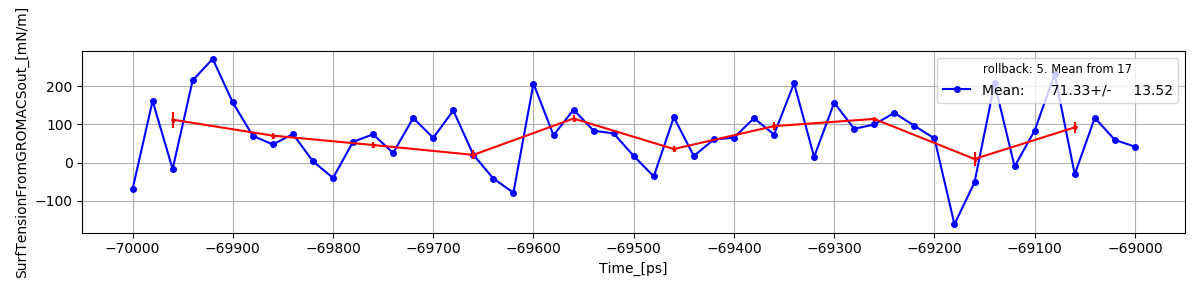 SurfTensionFromGROMACSout_[mN/m]
200
100
0
−100
rollback: 5. Mean from 17
Mean: 71.33+/- 13.52
−70000 −69900 −69800 −69700 −69600 −69500 −69400 −69300 −69200 −69100 −69000
Time_[ps]